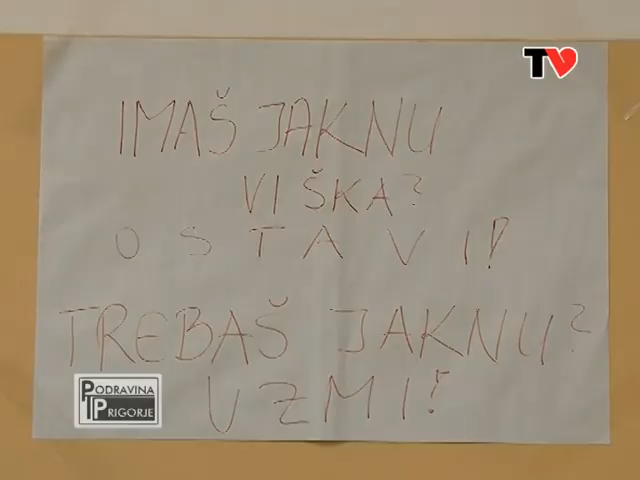 TV
IMAŠ JAKNU
VIŠKA?
OSTAVI!
TREBAŠ JAKNU?
UZMI!
PODRAVINA
I PRIGORJE